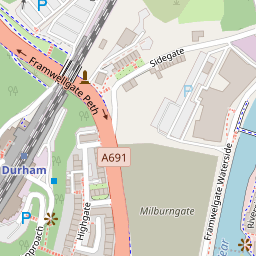 P
Sidegate
Framwellgate Peth
P
A691
Durham
Highgate
Milburngate
Framwellgate Waterside
P